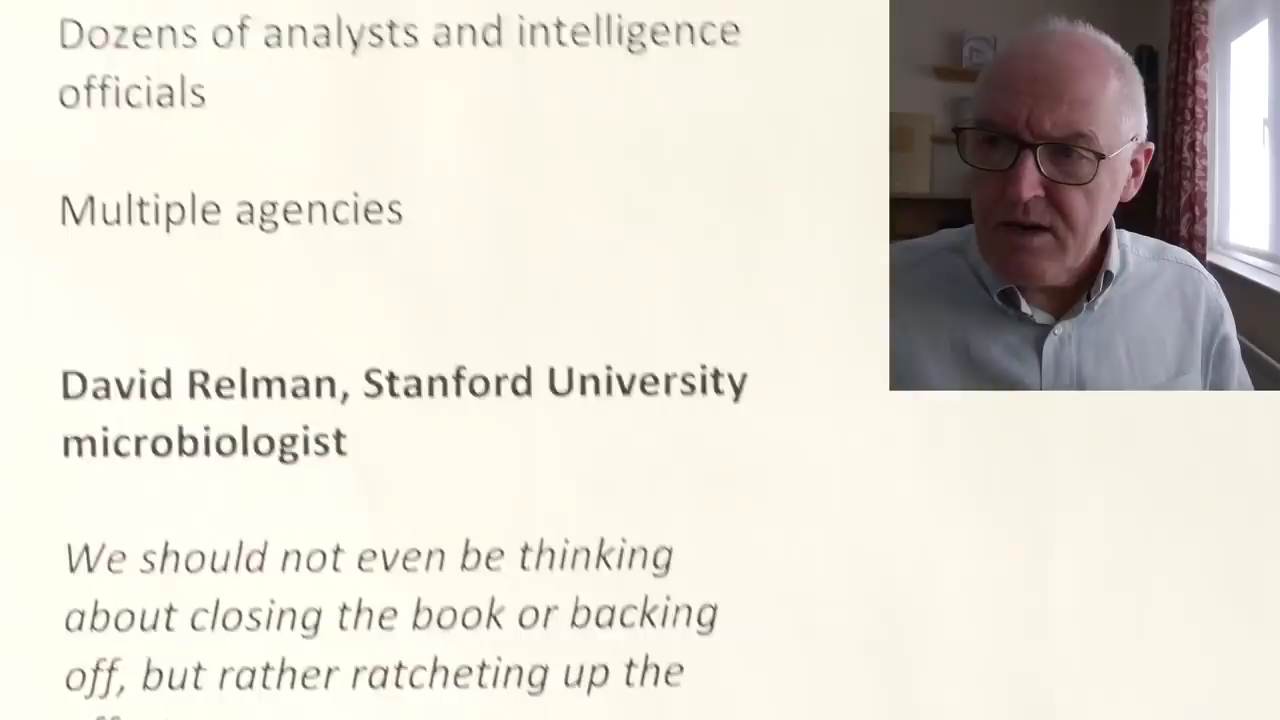 Dozens of analysts and intelligence
officials
Multiple agencies
David Relman, Stanford University
microbiologist
We should not even be thinking
about closing the book or backing
off, but rather ratcheting up the